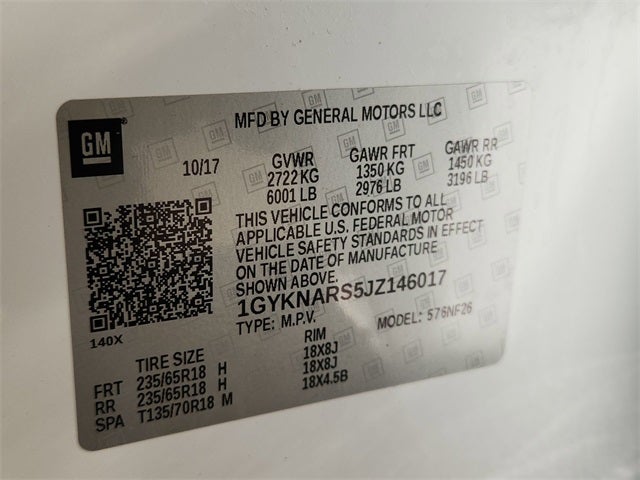 MFD BY GENERAL MOTORS LLC
GM
10/17
GVWR GAWR FRT GAWR RR
2722 KG 1350 KG 1450 KG
6001 LB 2976 LB 3196 LB
THIS VEHICLE CONFORMS TO ALL
APPLICABLE U.S. FEDERAL MOTOR
VEHICLE SAFETY STANDARDS IN EFFECT
ON THE DATE OF MANUFACTURE
SHOWN ABOVE.
1GYKNARS5JZ146017
TYPE: M.P.V. MODEL: 576NF26
140X
TIRE SIZE RIM
FRT 235/65R18 H 18X8J
RR 235/65R18 H 18X8J
SPA T135/70R18 M 18X4.5B